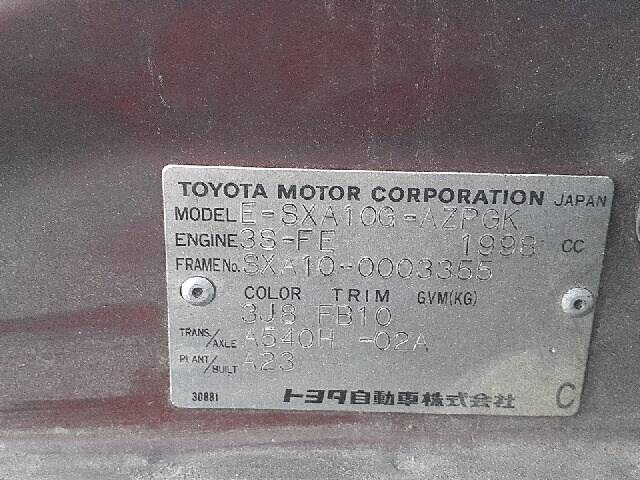 TOYOTA MOTOR CORPORATION JAPAN
MODEL E-SXA10G-AZPGK
ENGINE 3S-FE 1998 CC
FRAME No. SXA10-0003355
COLOR TRIM GVM(KG)
3J8 FB10
TRANS/AXLE A540H -02A
PLANT/BUILT A23
30881 トヨタ自動車株式会社 C